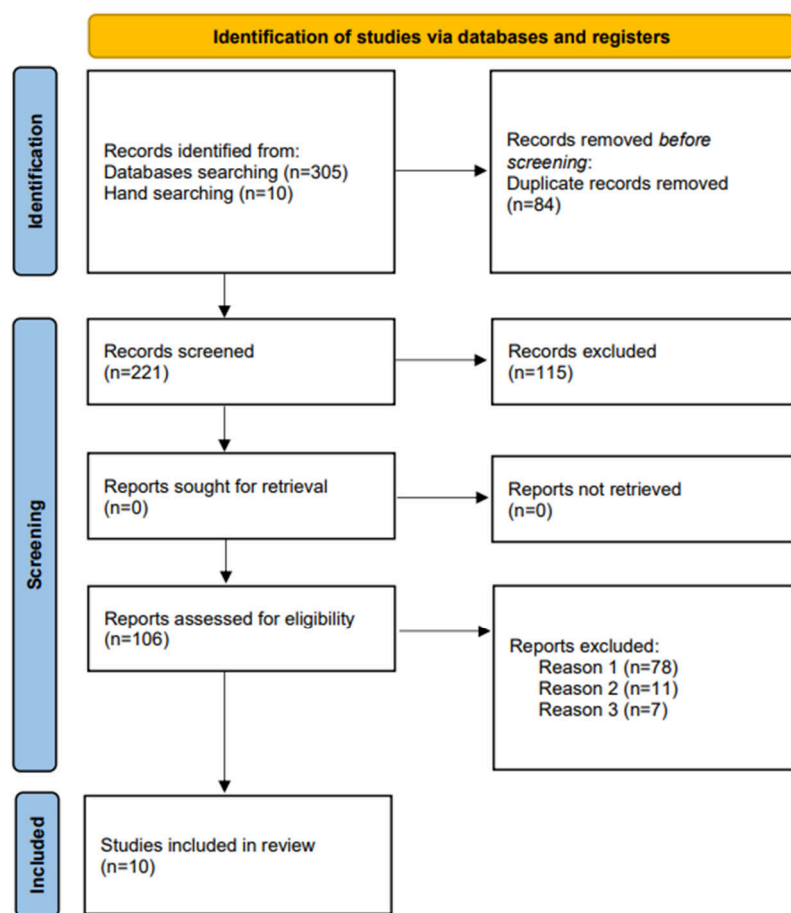 Identification of studies via databases and registers
Identification
Records identified from:
Databases searching (n=305)
Hand searching (n=10)
Records removed before
screening:
Duplicate records removed
(n=84)
Screening
Records screened
(n=221)
Records excluded
(n=115)
Reports sought for retrieval
(n=0)
Reports not retrieved
(n=0)
Reports assessed for eligibility
(n=106)
Reports excluded:
Reason 1 (n=78)
Reason 2 (n=11)
Reason 3 (n=7)
Included
Studies included in review
(n=10)